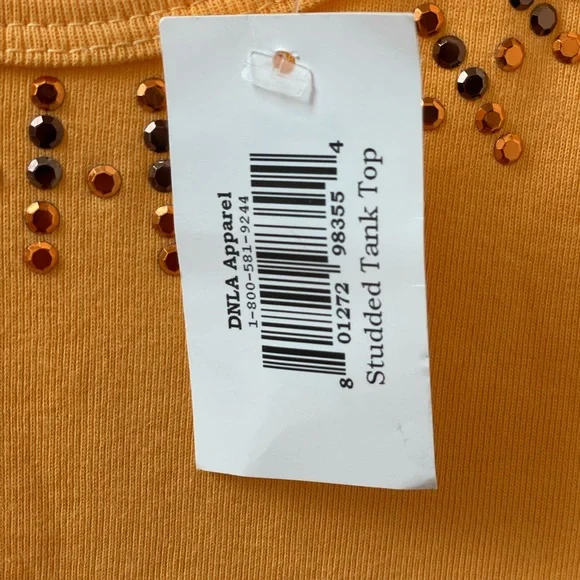 DNLA Apparel
1-800-581-9244
8 01272 98355 4
Studded Tank Top